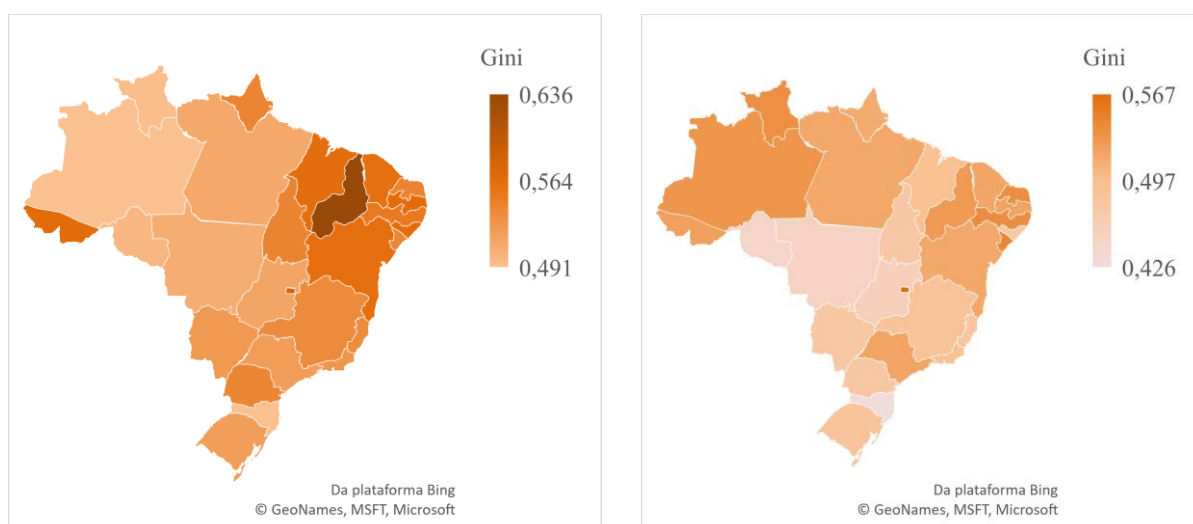 Gini
0,636
0,564
0,491
Da plataforma Bing
© GeoNames, MSFT, Microsoft
Gini
0,567
0,497
0,426
Da plataforma Bing
© GeoNames, MSFT, Microsoft